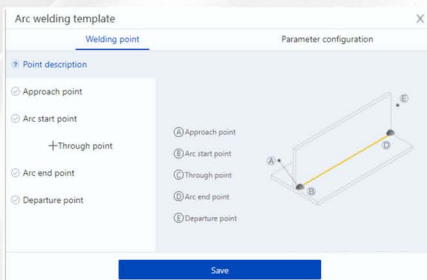 Arc welding template X
Welding point Parameter configuration
? Point description
Approach point
Arc start point
+Through point
Arc end point
Departure point
Ⓐ Approach point
Ⓑ Arc start point
Ⓒ Through point
Ⓓ Arc end point
Ⓔ Departure point
Ⓐ
Ⓑ
Ⓓ
Ⓔ
Save